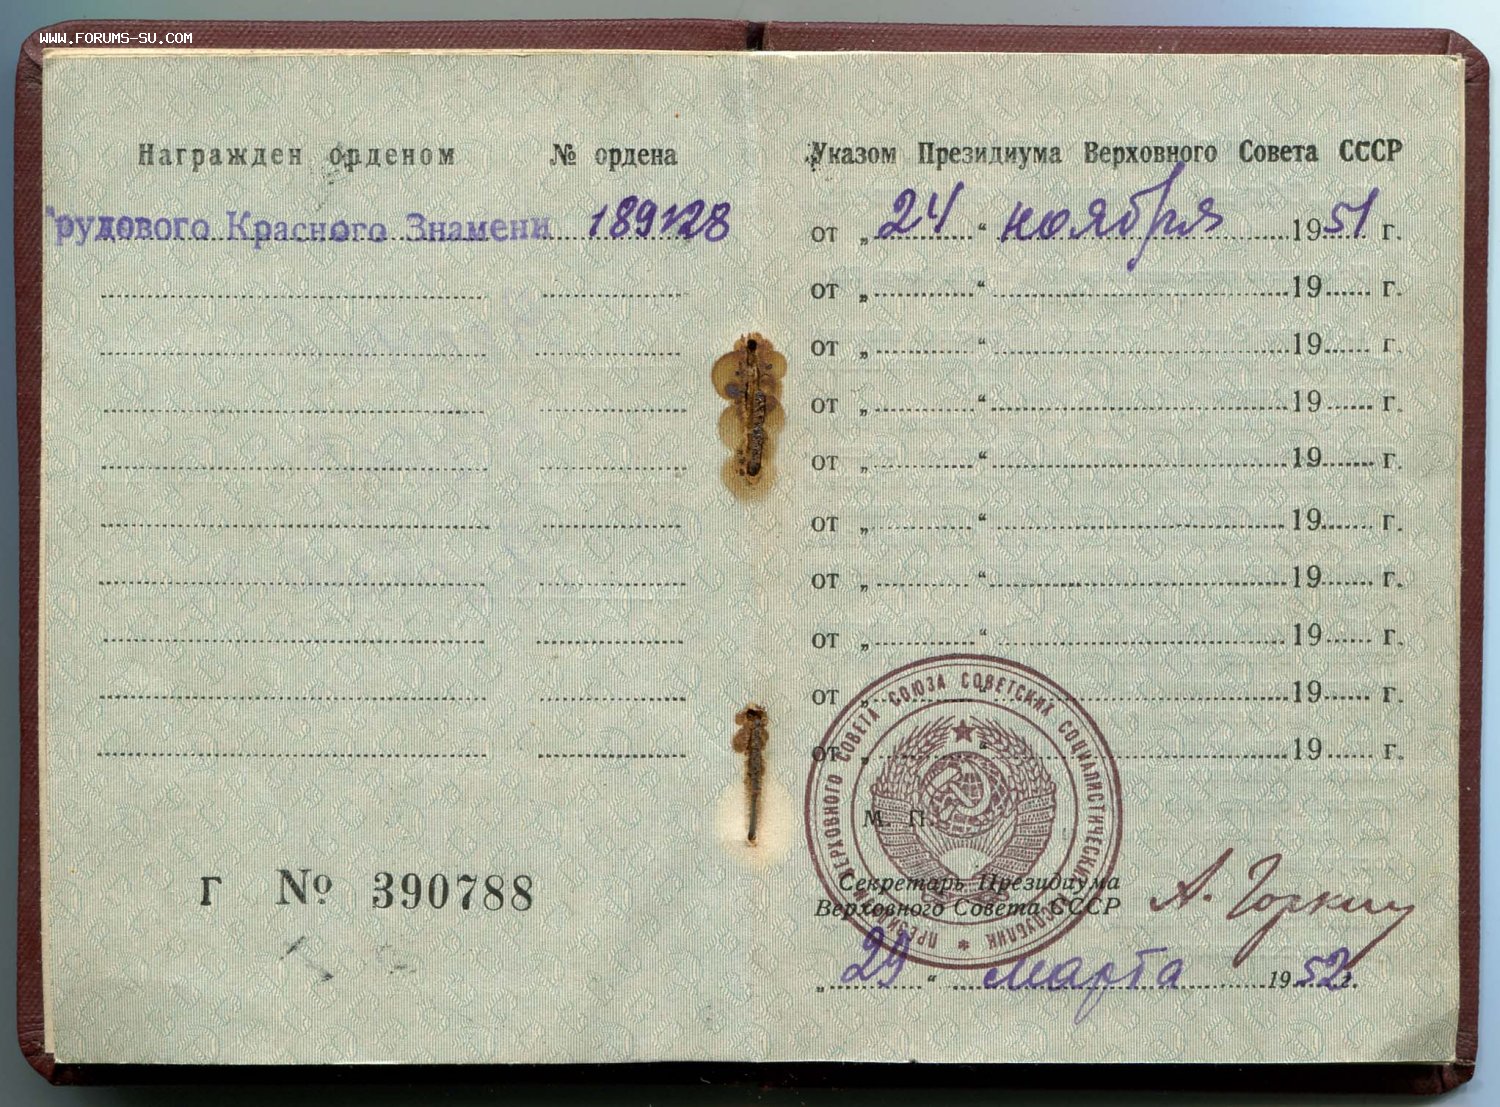 WWW.FORUMS-SU.COM
Награжден орденом № ордена
Трудового Красного Знамени 189128
Г № 390788
Указом Президиума Верховного Совета СССР
от „24“ ноября 1951 г.
от „ “ 19 г.
от „ “ 19 г.
от „ “ 19 г.
от „ “ 19 г.
от „ “ 19 г.
от „ “ 19 г.
от „ “ 19 г.
от „ “ 19 г.
от „ “ 19 г.
ПРЕЗИДИУМ ВЕРХОВНОГО СОВЕТА СОЮЗА СОВЕТСКИХ СОЦИАЛИСТИЧЕСКИХ РЕСПУБЛИК *
М. П.
Секретарь Президиума
Верховного Совета СССР А. Горкин
„29“ марта 1952 г.